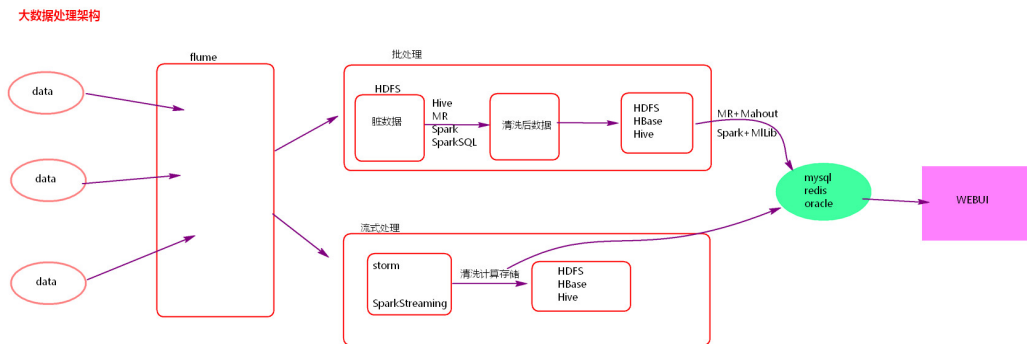 大数据处理架构
flume
data
data
data
批处理
HDFS
脏数据
Hive
MR
Spark
SparkSQL
清洗后数据
HDFS
HBase
Hive
MR+Mahout
Spark+MlLib
流式处理
storm
SparkStreaming
清洗计算存储
HDFS
HBase
Hive
mysql
redis
oracle
WEBUI